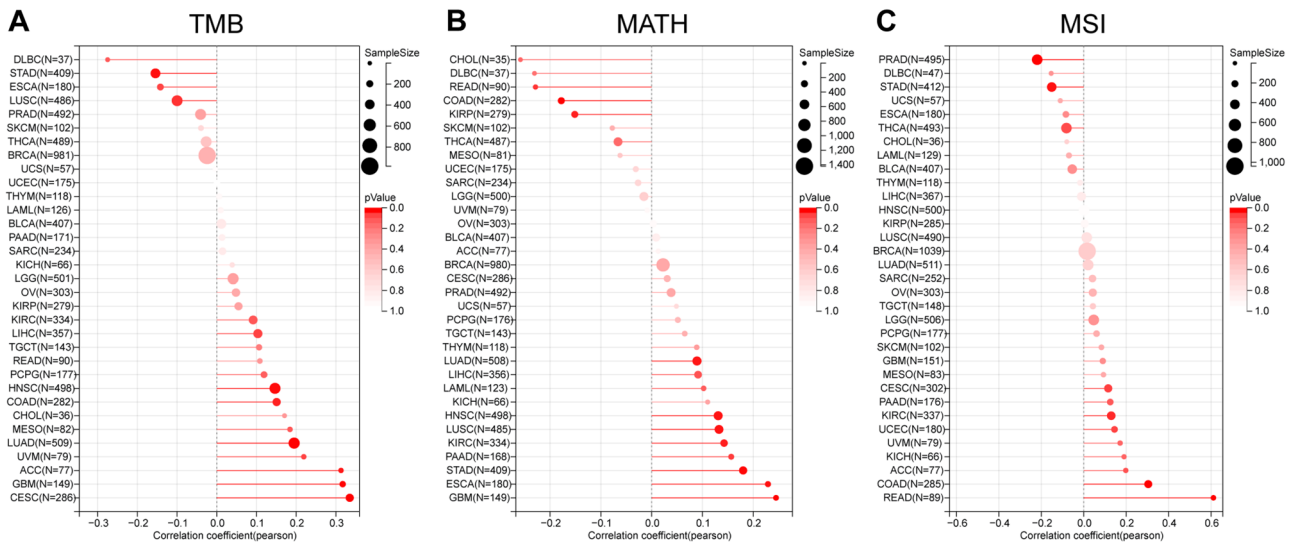 A TMB
SampleSize
0
200
400
600
800
pValue
0.0
0.2
0.4
0.6
0.8
1.0
DLBC(N=37)
STAD(N=409)
ESCA(N=180)
LUSC(N=486)
PRAD(N=492)
SKCM(N=102)
THCA(N=489)
BRCA(N=981)
UCS(N=57)
UCEC(N=175)
THYM(N=118)
LAML(N=126)
BLCA(N=407)
PAAD(N=171)
SARC(N=234)
KICH(N=66)
LGG(N=501)
OV(N=303)
KIRP(N=279)
KIRC(N=334)
LIHC(N=357)
TGCT(N=143)
READ(N=90)
PCPG(N=177)
HNSC(N=498)
COAD(N=282)
CHOL(N=36)
MESO(N=82)
LUAD(N=509)
UVM(N=79)
ACC(N=77)
GBM(N=149)
CESC(N=286)
−0.3 −0.2 −0.1 0.0 0.1 0.2 0.3
Correlation coefficient(pearson)
B MATH
SampleSize
0
200
400
600
800
1,000
1,200
1,400
pValue
0.0
0.2
0.4
0.6
0.8
1.0
CHOL(N=35)
DLBC(N=37)
READ(N=90)
COAD(N=282)
KIRP(N=279)
SKCM(N=102)
THCA(N=487)
MESO(N=81)
UCEC(N=175)
SARC(N=234)
LGG(N=500)
UVM(N=79)
OV(N=303)
BLCA(N=407)
ACC(N=77)
BRCA(N=980)
CESC(N=286)
PRAD(N=492)
UCS(N=57)
PCPG(N=176)
TGCT(N=143)
THYM(N=118)
LUAD(N=508)
LIHC(N=356)
LAML(N=123)
KICH(N=66)
HNSC(N=498)
LUSC(N=485)
KIRC(N=334)
PAAD(N=168)
STAD(N=409)
ESCA(N=180)
GBM(N=149)
−0.2 −0.1 0.0 0.1 0.2
Correlation coefficient(pearson)
C MSI
SampleSize
0
200
400
600
800
1,000
pValue
0.0
0.2
0.4
0.6
0.8
1.0
PRAD(N=495)
DLBC(N=47)
STAD(N=412)
UCS(N=57)
ESCA(N=180)
THCA(N=493)
CHOL(N=36)
LAML(N=129)
BLCA(N=407)
THYM(N=118)
LIHC(N=367)
HNSC(N=500)
KIRP(N=285)
LUSC(N=490)
BRCA(N=1039)
LUAD(N=511)
SARC(N=252)
OV(N=303)
TGCT(N=148)
LGG(N=506)
PCPG(N=177)
SKCM(N=102)
GBM(N=151)
MESO(N=83)
CESC(N=302)
PAAD(N=176)
KIRC(N=337)
UCEC(N=180)
UVM(N=79)
KICH(N=66)
ACC(N=77)
COAD(N=285)
READ(N=89)
−0.6 −0.4 −0.2 0.0 0.2 0.4 0.6
Correlation coefficient(pearson)